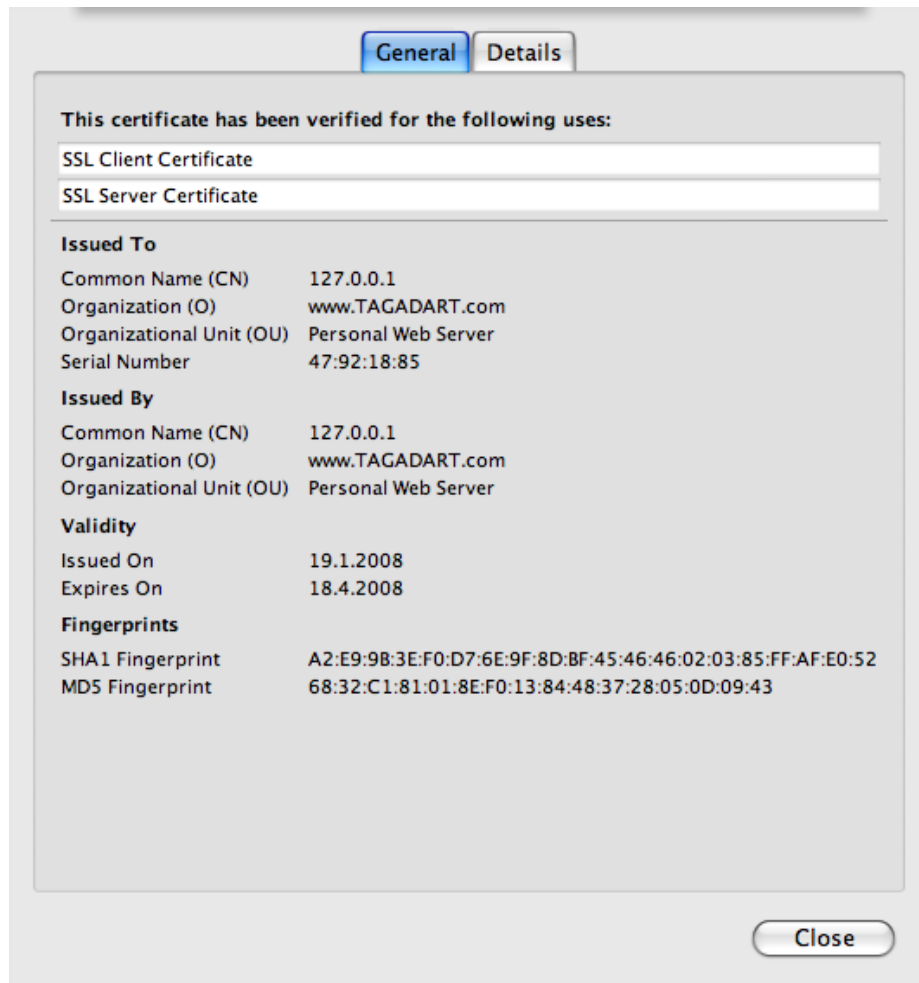 General Details
This certificate has been verified for the following uses:
SSL Client Certificate
SSL Server Certificate
Issued To
Common Name (CN) 127.0.0.1
Organization (O) www.TAGADART.com
Organizational Unit (OU) Personal Web Server
Serial Number 47:92:18:85
Issued By
Common Name (CN) 127.0.0.1
Organization (O) www.TAGADART.com
Organizational Unit (OU) Personal Web Server
Validity
Issued On 19.1.2008
Expires On 18.4.2008
Fingerprints
SHA1 Fingerprint A2:E9:9B:3E:F0:D7:6E:9F:8D:BF:45:46:46:02:03:85:FF:AF:E0:52
MD5 Fingerprint 68:32:C1:81:01:8E:F0:13:84:48:37:28:05:0D:09:43
Close